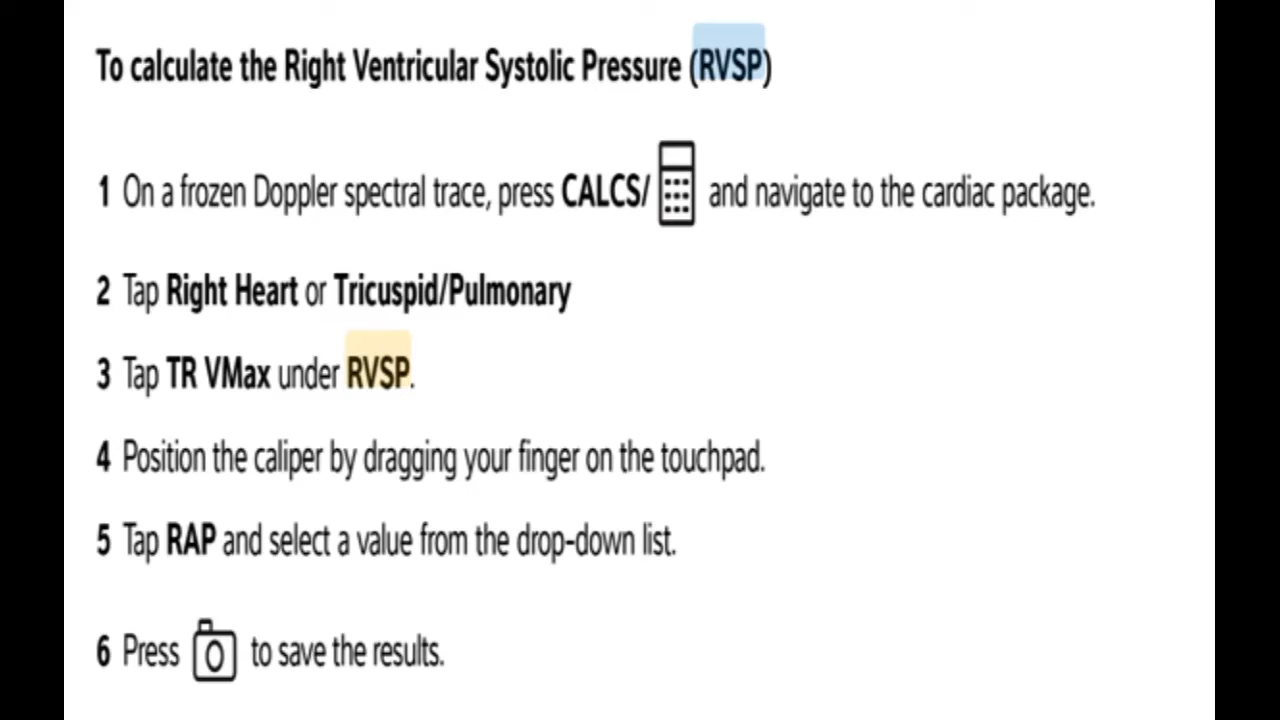 To calculate the Right Ventricular Systolic Pressure (RVSP)
1 On a frozen Doppler spectral trace, press CALCS/ and navigate to the cardiac package.
2 Tap Right Heart or Tricuspid/Pulmonary
3 Tap TR VMax under RVSP.
4 Position the caliper by dragging your finger on the touchpad.
5 Tap RAP and select a value from the drop-down list.
6 Press to save the results.